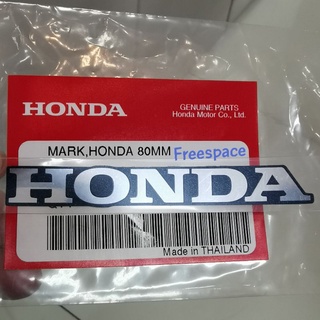 HONDA
GENUINE PARTS
Honda Motor Co., Ltd.
MARK,HONDA 80MM
Freespace
HONDA
Made in THAILAND